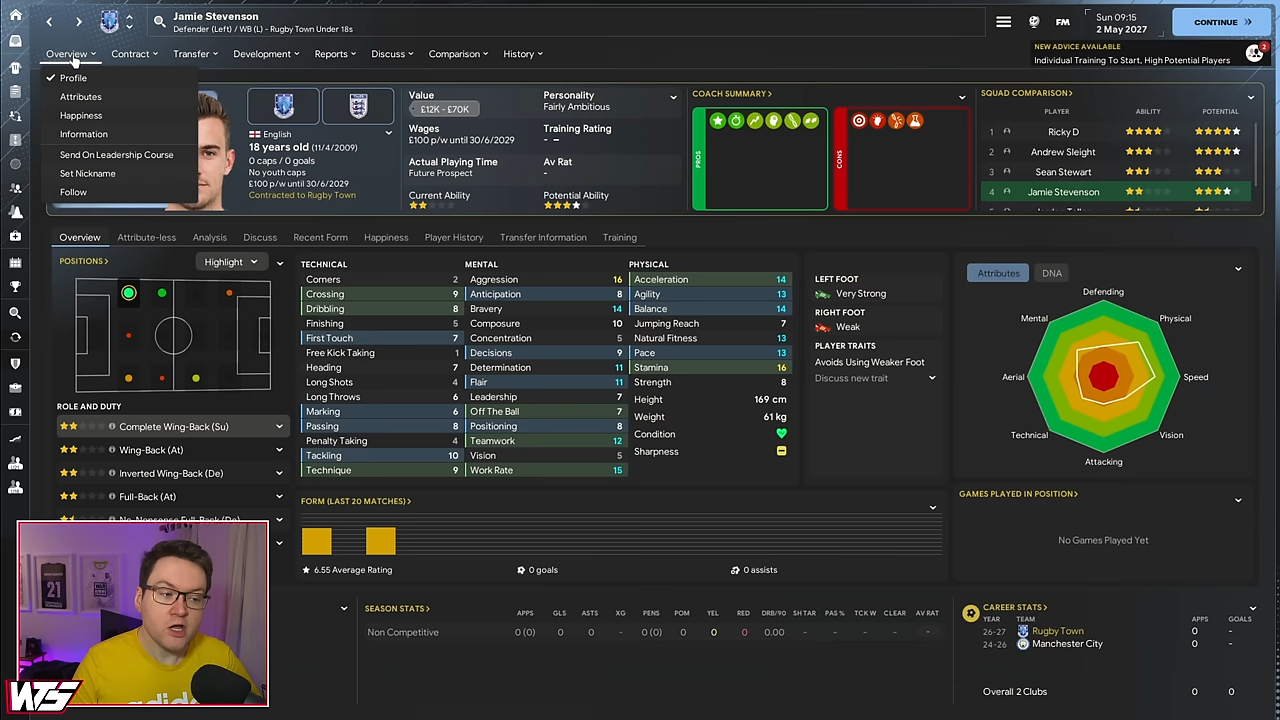 Jamie Stevenson
Defender (Left) / WB (L) - Rugby Town Under 18s
FM
Sun 09:15
2 May 2027
CONTINUE
Overview
Contract
Transfer
Development
Reports
Discuss
Comparison
History
NEW ADVICE AVAILABLE
Individual Training To Start, High Potential Players
2
Profile
Attributes
Happiness
Information
Send On Leadership Course
Set Nickname
Follow
English
18 years old (11/4/2009)
0 caps / 0 goals
No youth caps
£100 p/w until 30/6/2029
Contracted to Rugby Town
Value
£12K - £70K
Wages
£100 p/w until 30/6/2029
Actual Playing Time
Future Prospect
Current Ability
Personality
Fairly Ambitious
Training Rating
- -
Av Rat
-
Potential Ability
COACH SUMMARY >
PROS
CONS
SQUAD COMPARISON >
PLAYER ABILITY POTENTIAL
1 Ricky D
2 Andrew Sleight
3 Sean Stewart
4 Jamie Stevenson
Overview
Attribute-less
Analysis
Discuss
Recent Form
Happiness
Player History
Transfer Information
Training
POSITIONS >
Highlight
ROLE AND DUTY
Complete Wing-Back (Su)
Wing-Back (At)
Inverted Wing-Back (De)
Full-Back (At)
No-Nonsense Full-Back (De)
TECHNICAL
Corners 2
Crossing 9
Dribbling 8
Finishing 5
First Touch 7
Free Kick Taking 1
Heading 7
Long Shots 4
Long Throws 6
Marking 6
Passing 8
Penalty Taking 4
Tackling 10
Technique 9
MENTAL
Aggression 16
Anticipation 8
Bravery 14
Composure 10
Concentration 5
Decisions 9
Determination 11
Flair 11
Leadership 7
Off The Ball 7
Positioning 8
Teamwork 12
Vision 5
Work Rate 15
PHYSICAL
Acceleration 14
Agility 13
Balance 14
Jumping Reach 7
Natural Fitness 13
Pace 13
Stamina 16
Strength 8
Height 169 cm
Weight 61 kg
Condition
Sharpness
LEFT FOOT
Very Strong
RIGHT FOOT
Weak
PLAYER TRAITS
Avoids Using Weaker Foot
Discuss new trait
Attributes
DNA
Defending
Mental
Physical
Aerial
Speed
Technical
Vision
Attacking
FORM (LAST 20 MATCHES) >
6.55 Average Rating
0 goals
0 assists
GAMES PLAYED IN POSITION >
No Games Played Yet
SEASON STATS >
APPS GLS ASTS XG PENS POM YEL RED DRB/90 SH TAR PAS % TCK W CLEAR AV RAT
Non Competitive 0 (0) 0 0 - 0 (0) 0 0 0 0.00 - - - - -
CAREER STATS >
YEAR TEAM APPS GOALS
26-27 Rugby Town 0 -
24-26 Manchester City 0 -
Overall 2 Clubs 0 0
21
adidas
WTS